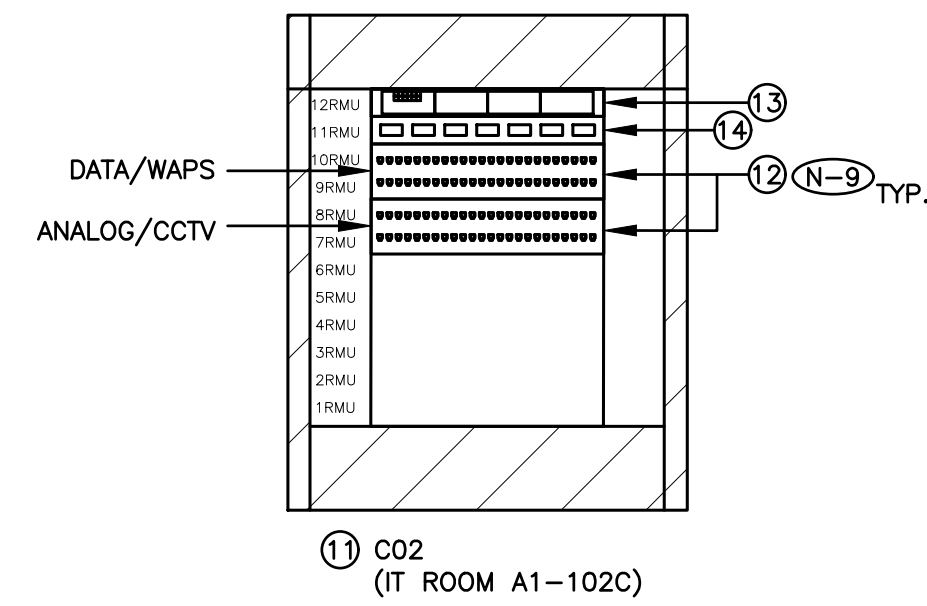 12RMU
13
11RMU
14
DATA/WAPS
10RMU
9RMU
12 N-9 TYP.
ANALOG/CCTV
8RMU
7RMU
6RMU
5RMU
4RMU
3RMU
2RMU
1RMU
11 C02
(IT ROOM A1-102C)